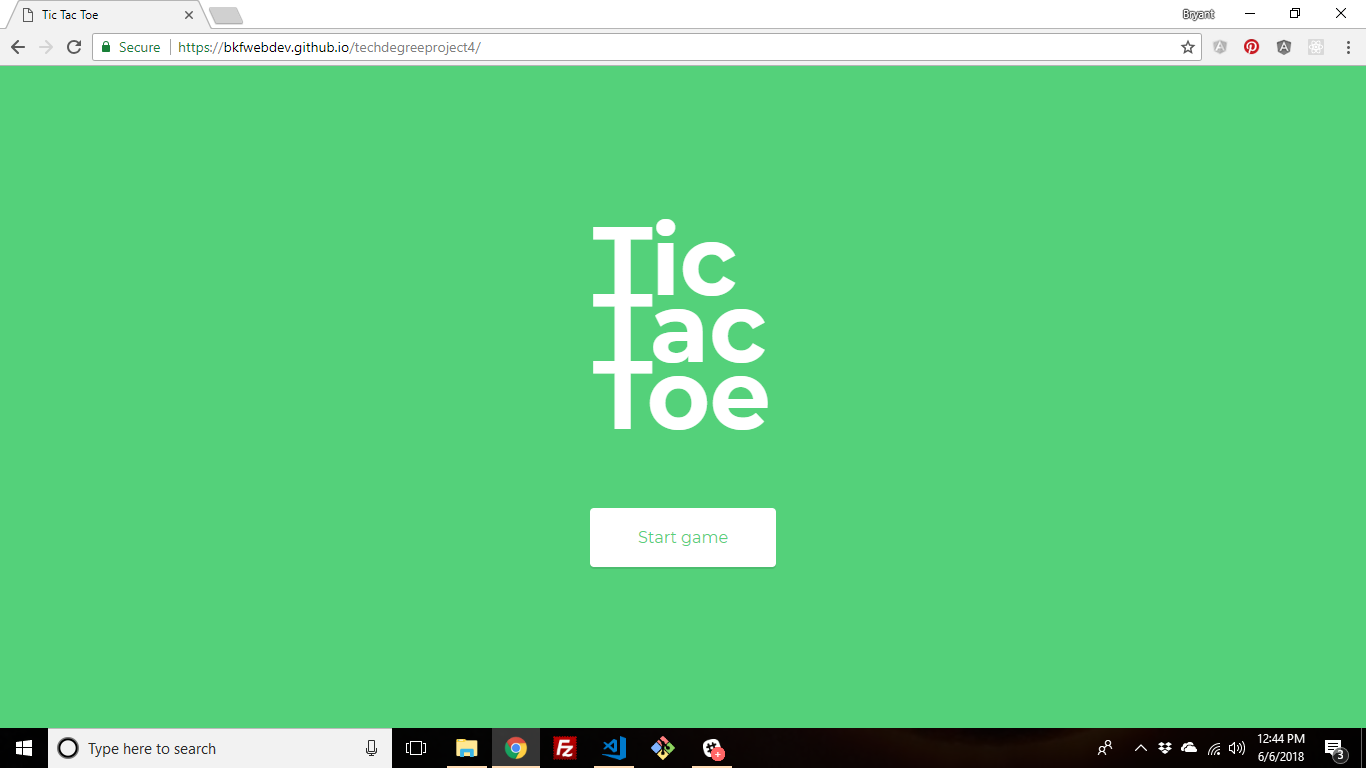 Tic Tac Toe
Bryant
Secure
https://bkfwebdev.github.io/techdegreeproject4/
Tic
Tac
Toe
Start game
Type here to search
Fz
12:44 PM
6/6/2018
3